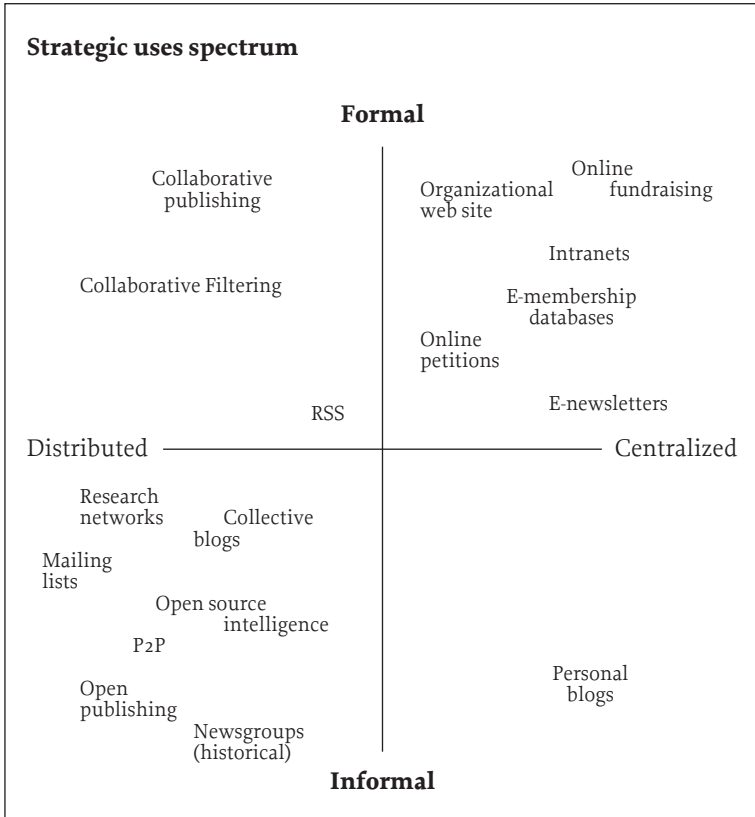 Strategic uses spectrum
Formal
Collaborative
publishing
Online
fundraising
Organizational
web site
Intranets
Collaborative Filtering
E-membership
databases
Online
petitions
RSS
E-newsletters
Distributed
Centralized
Research
networks
Collective
blogs
Mailing
lists
Open source
intelligence
P2P
Open
publishing
Personal
blogs
Newsgroups
(historical)
Informal